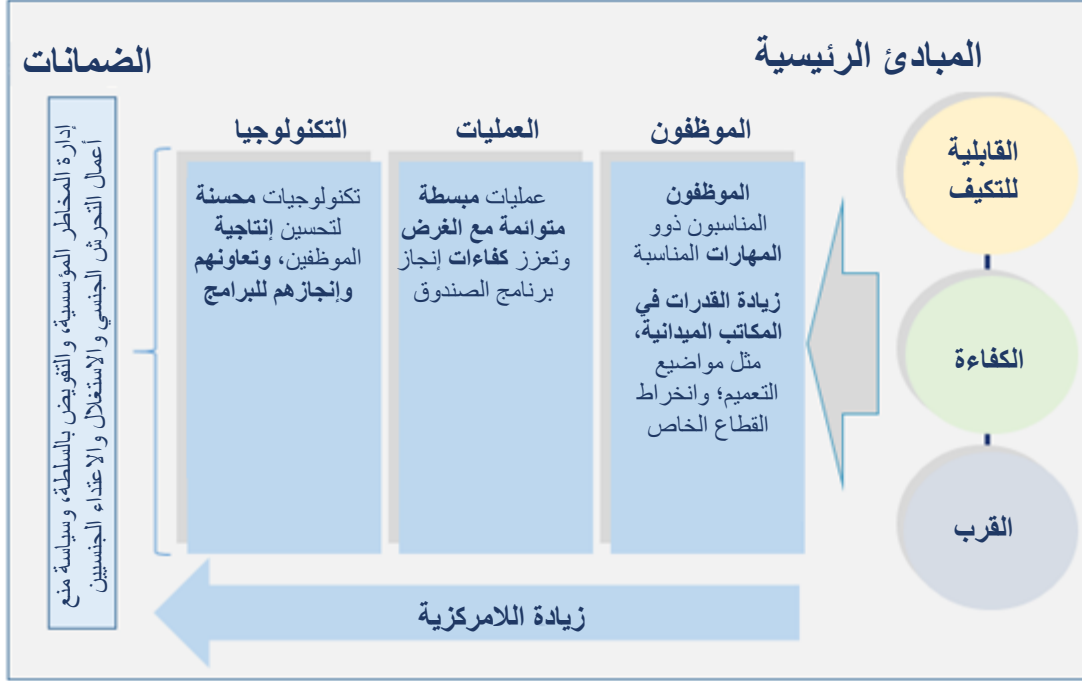 المبادئ الرئيسية
القابلية
للتكيف
الكفاءة
القرب
الموظفون
الموظفون
المناسبون ذوو
المهارات المناسبة
زيادة القدرات في
المكاتب الميدانية،
مثل مواضيع
التعميم؛ وانخراط
القطاع الخاص
العمليات
عمليات مبسطة
متوائمة مع الغرض
وتعزز كفاءات إنجاز
برنامج الصندوق
التكنولوجيا
تكنولوجيات محسنة
لتحسين إنتاجية
الموظفين، وتعاونهم
وإنجازهم للبرامج
زيادة اللامركزية
الضمانات
إدارة المخاطر المؤسسية، والتفويض بالسلطة، وسياسة منع
أعمال التحرش الجنسي والاستغلال والاعتداء الجنسيين